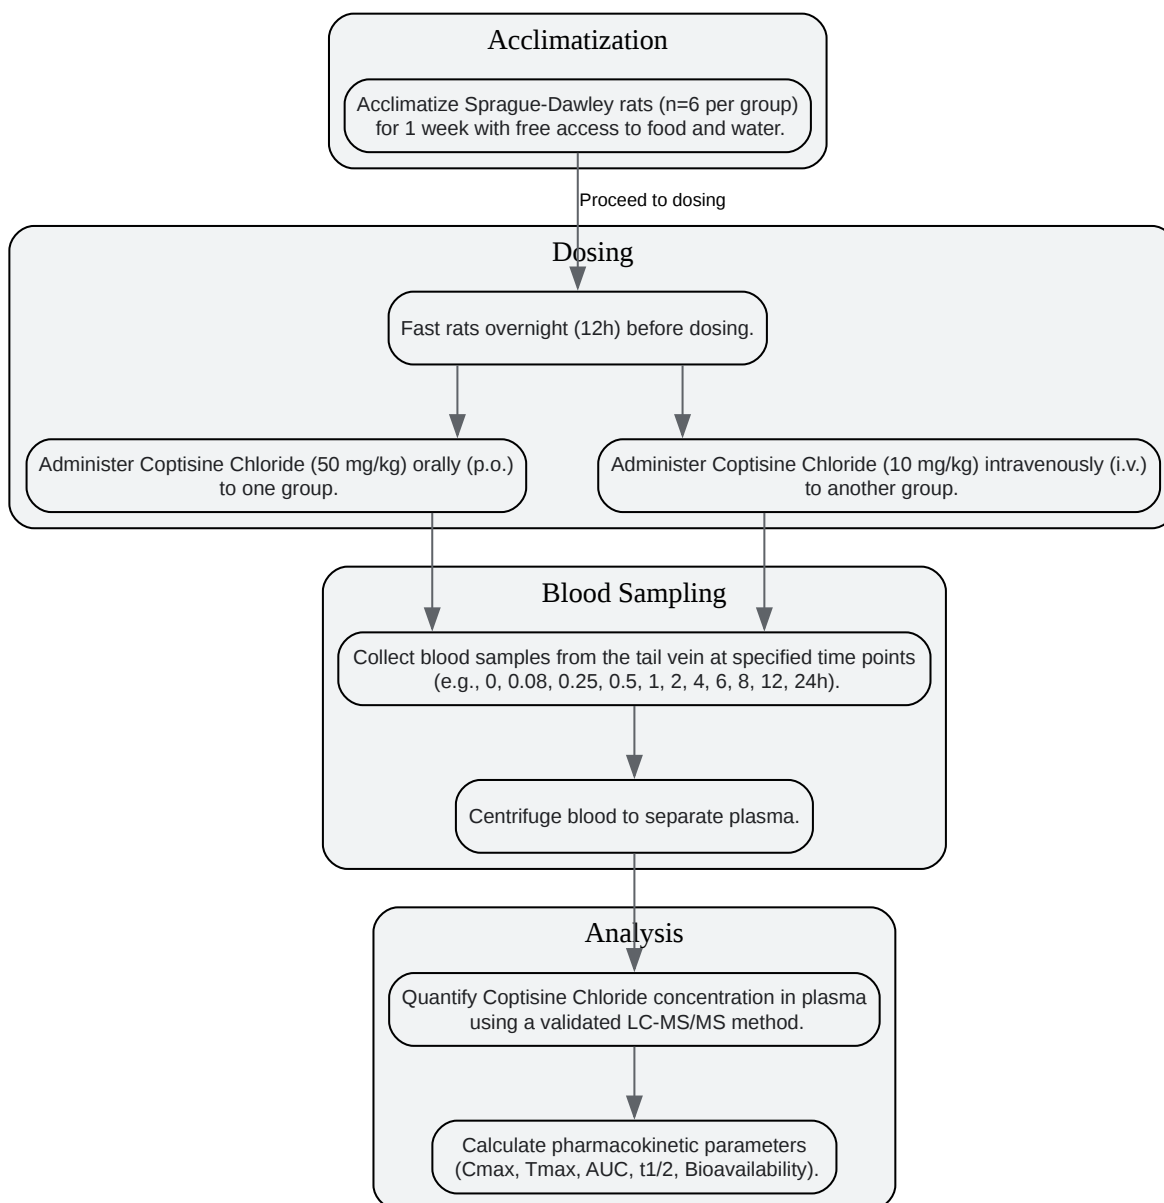 Acclimatization
Acclimatize Sprague-Dawley rats (n=6 per group)
for 1 week with free access to food and water.
Proceed to dosing
Dosing
Fast rats overnight (12h) before dosing.
Administer Coptisine Chloride (50 mg/kg) orally (p.o.)
to one group.
Administer Coptisine Chloride (10 mg/kg) intravenously (i.v.)
to another group.
Blood Sampling
Collect blood samples from the tail vein at specified time points
(e.g., 0, 0.08, 0.25, 0.5, 1, 2, 4, 6, 8, 12, 24h).
Centrifuge blood to separate plasma.
Analysis
Quantify Coptisine Chloride concentration in plasma
using a validated LC-MS/MS method.
Calculate pharmacokinetic parameters
(Cmax, Tmax, AUC, t1/2, Bioavailability).